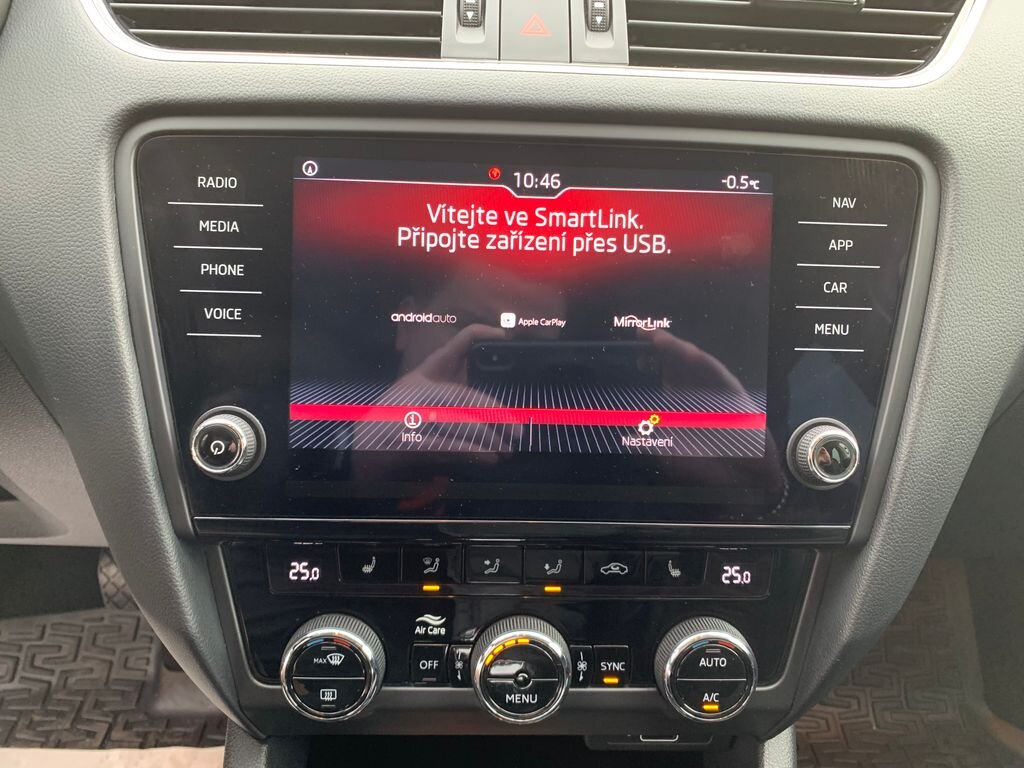 RADIO
MEDIA
PHONE
VOICE
10:46
-0.5°C
Vítejte ve SmartLink.
Připojte zařízení přes USB.
androidauto
Apple CarPlay
MirrorLink
Info
Nastavení
NAV
APP
CAR
MENU
25.0
25.0
Air Care
MAX
OFF
MENU
SYNC
AUTO
A/C